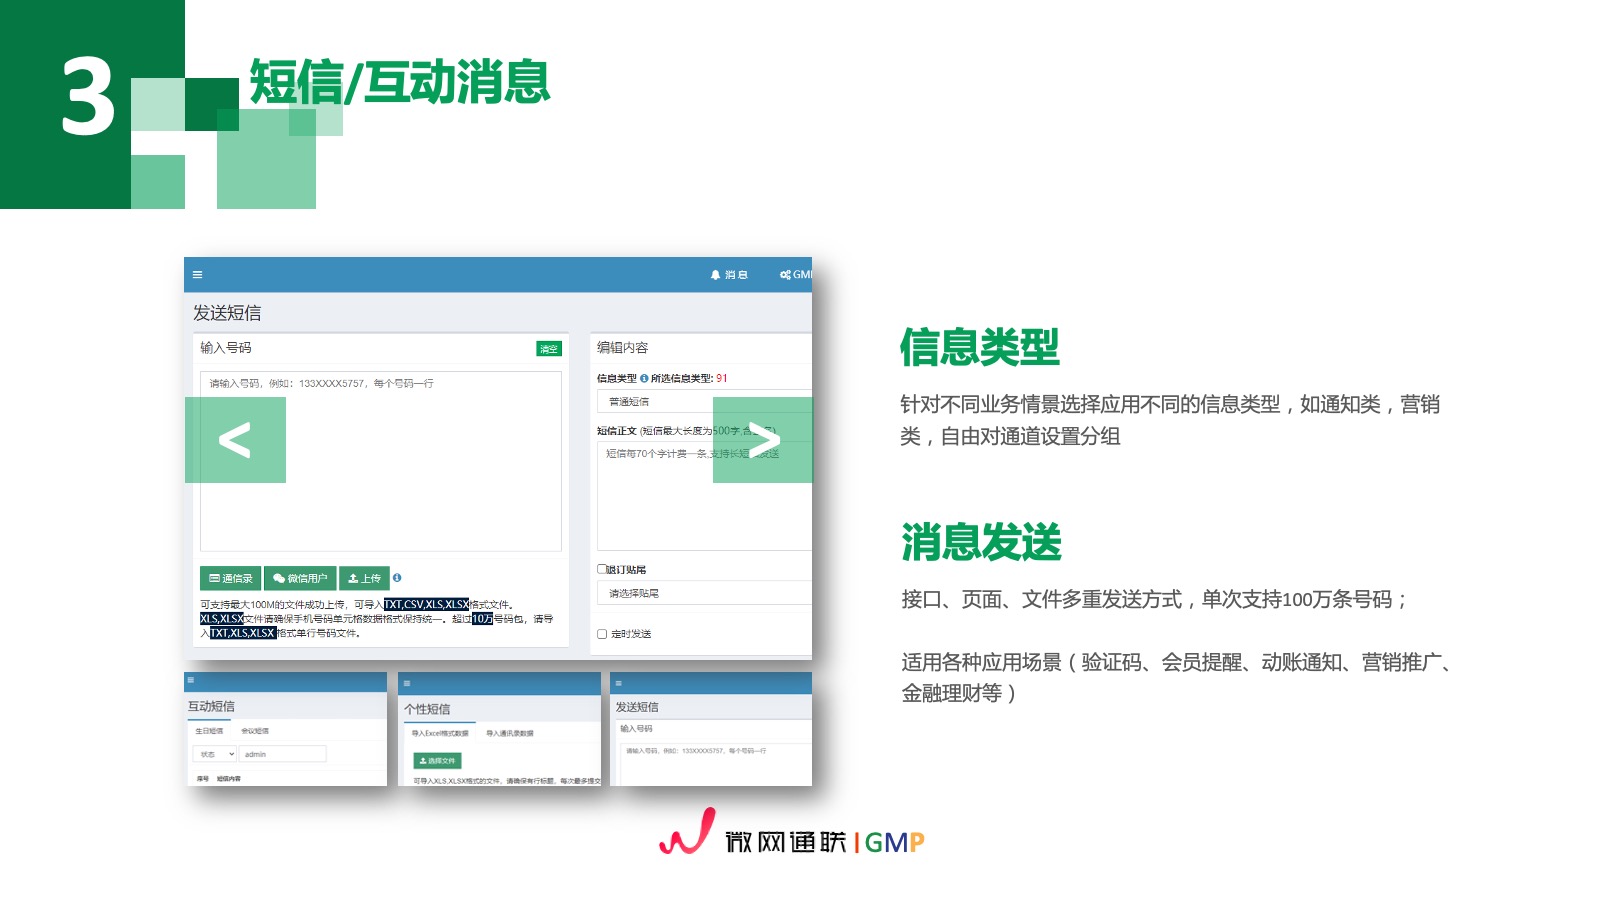 3
短信/互动消息
消息
GMP
发送短信
输入号码
清空
请输入号码，例如：133XXXX5757，每个号码一行
<
通信录
微信用户
上传
可支持最大100M的文件成功上传，可导入TXT,CSV,XLS,XLSX格式文件。
XLS,XLSX文件请确保手机号码单元格数据格式保持统一。超过10万号码包，请导
入TXT,XLS,XLSX 格式单行号码文件。
编辑内容
信息类型 所选信息类型: 91
普通短信
短信正文 (短信最大长度为500字,含签名)
短信每70个字计费一条,支持长短信发送
>
退订贴尾
请选择贴尾
定时发送
互动短信
生日短信 会议短信
状态 admin
序号 短信内容
个性短信
导入Excel格式数据 导入通讯录数据
选择文件
可导入XLS,XLSX格式的文件，请确保有行标题，每次最多提交
发送短信
输入号码
请输入号码，例如：133XXXX5757，每个号码一行
信息类型
针对不同业务情景选择应用不同的信息类型，如通知类，营销
类，自由对通道设置分组
消息发送
接口、页面、文件多重发送方式，单次支持100万条号码；
适用各种应用场景（验证码、会员提醒、动账通知、营销推广、
金融理财等）
微网通联|GMP